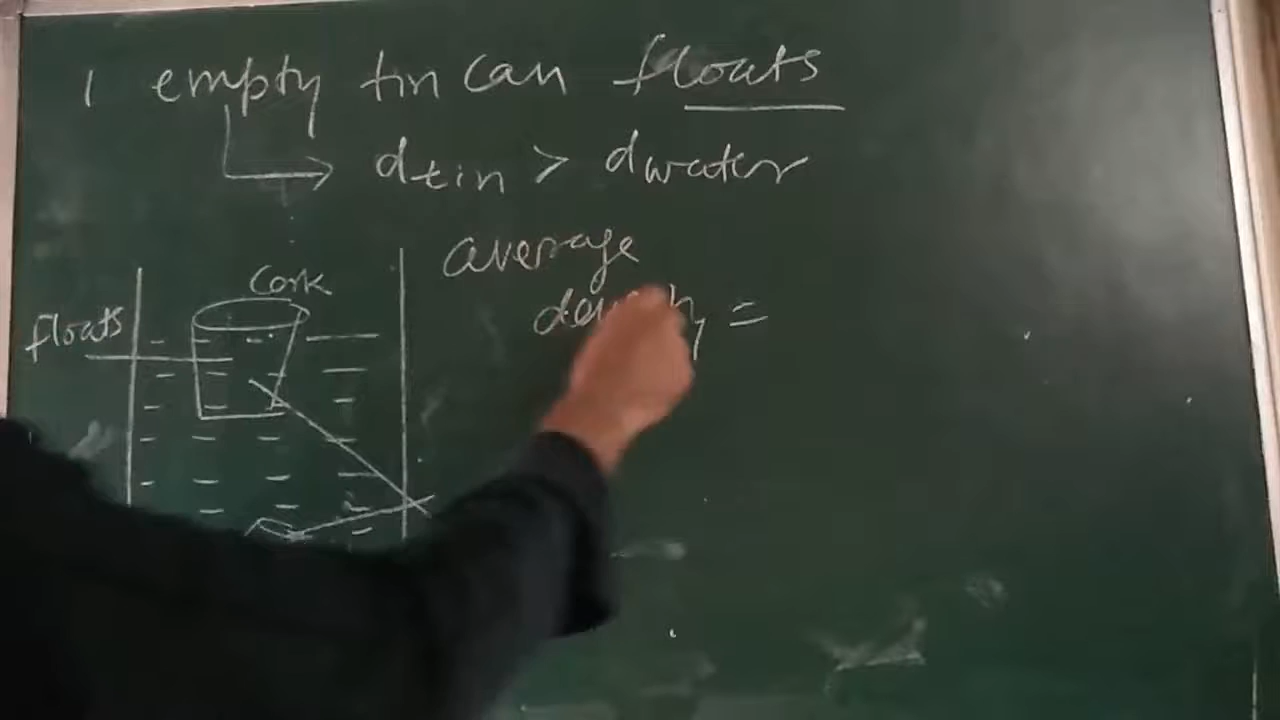 1 empty tin can floats
dtin > dwater
average
=
Cork
floats